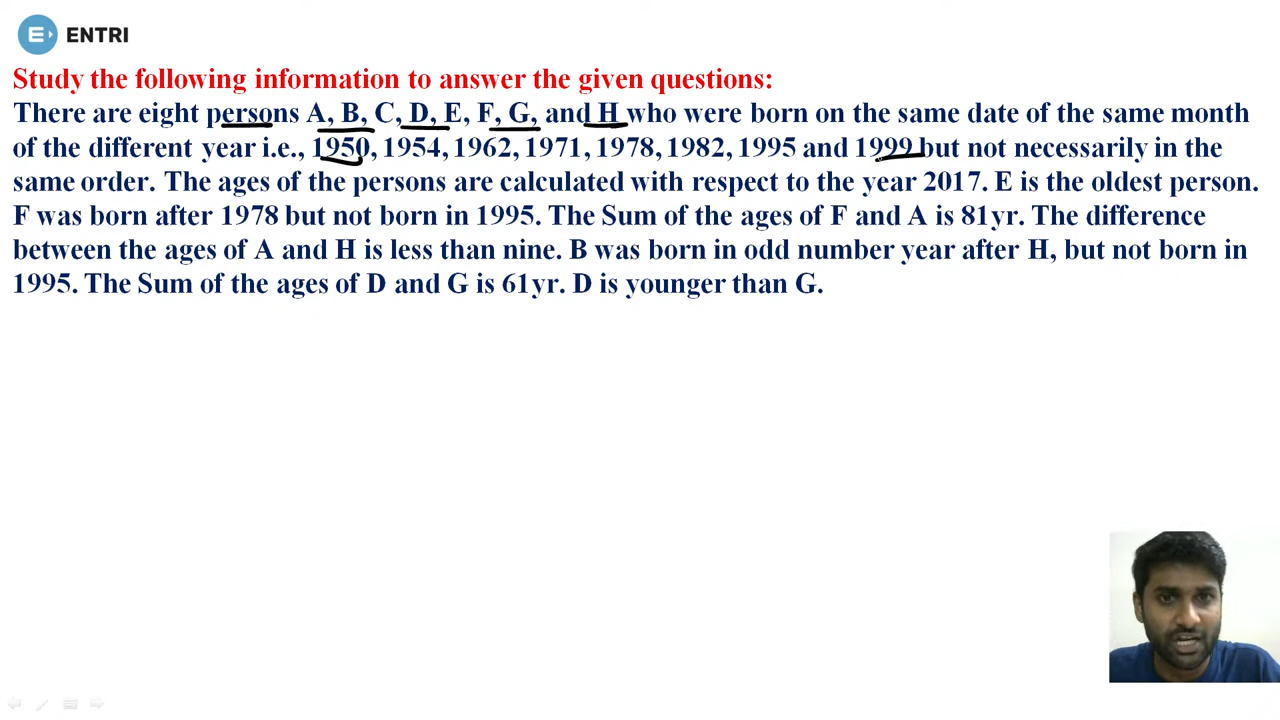 ENTRI
Study the following information to answer the given questions:
There are eight persons A, B, C, D, E, F, G, and H who were born on the same date of the same month
of the different year i.e., 1950, 1954, 1962, 1971, 1978, 1982, 1995 and 1999 but not necessarily in the
same order. The ages of the persons are calculated with respect to the year 2017. E is the oldest person.
F was born after 1978 but not born in 1995. The Sum of the ages of F and A is 81yr. The difference
between the ages of A and H is less than nine. B was born in odd number year after H, but not born in
1995. The Sum of the ages of D and G is 61yr. D is younger than G.